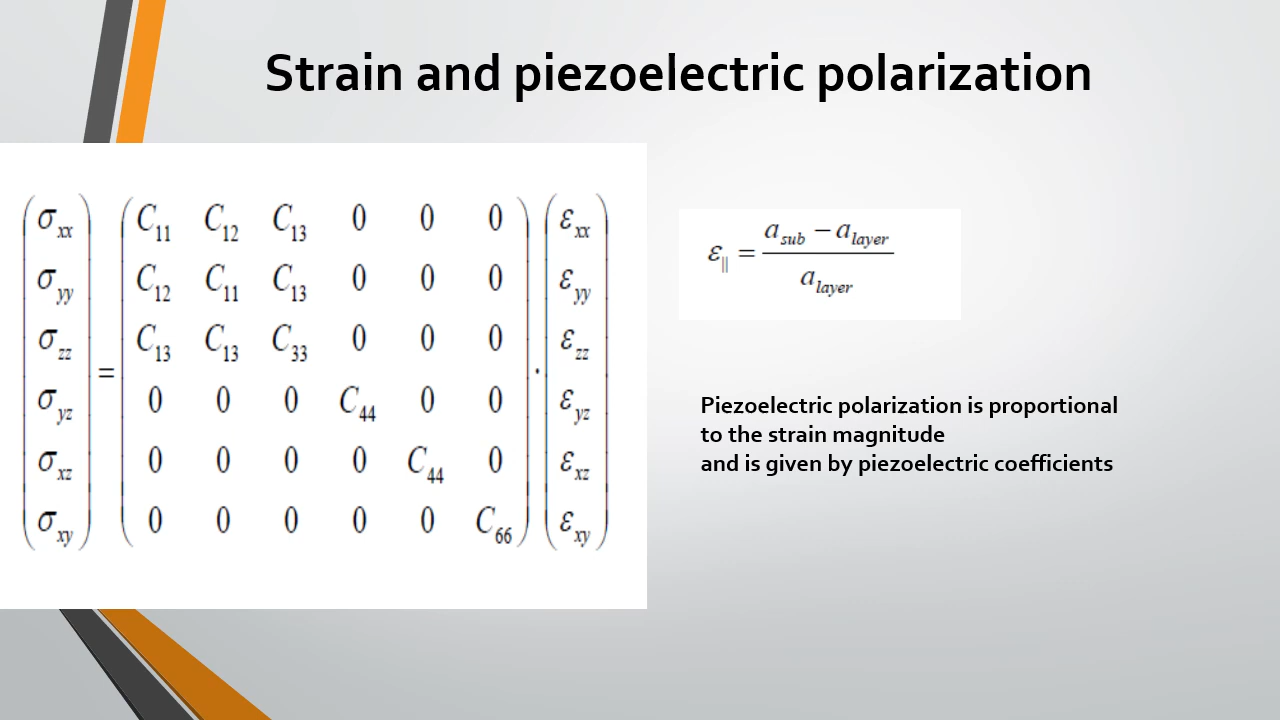 Strain and piezoelectric polarization
σxx C11 C12 C13 0 0 0 εxx
σyy C12 C11 C13 0 0 0 εyy
σzz C13 C13 C33 0 0 0 εzz
=
·
σyz 0 0 0 C44 0 0 εyz
σxz 0 0 0 0 C44 0 εxz
σxy 0 0 0 0 0 C66 εxy
ε|| = asub − alayer
alayer
Piezoelectric polarization is proportional
to the strain magnitude
and is given by piezoelectric coefficients